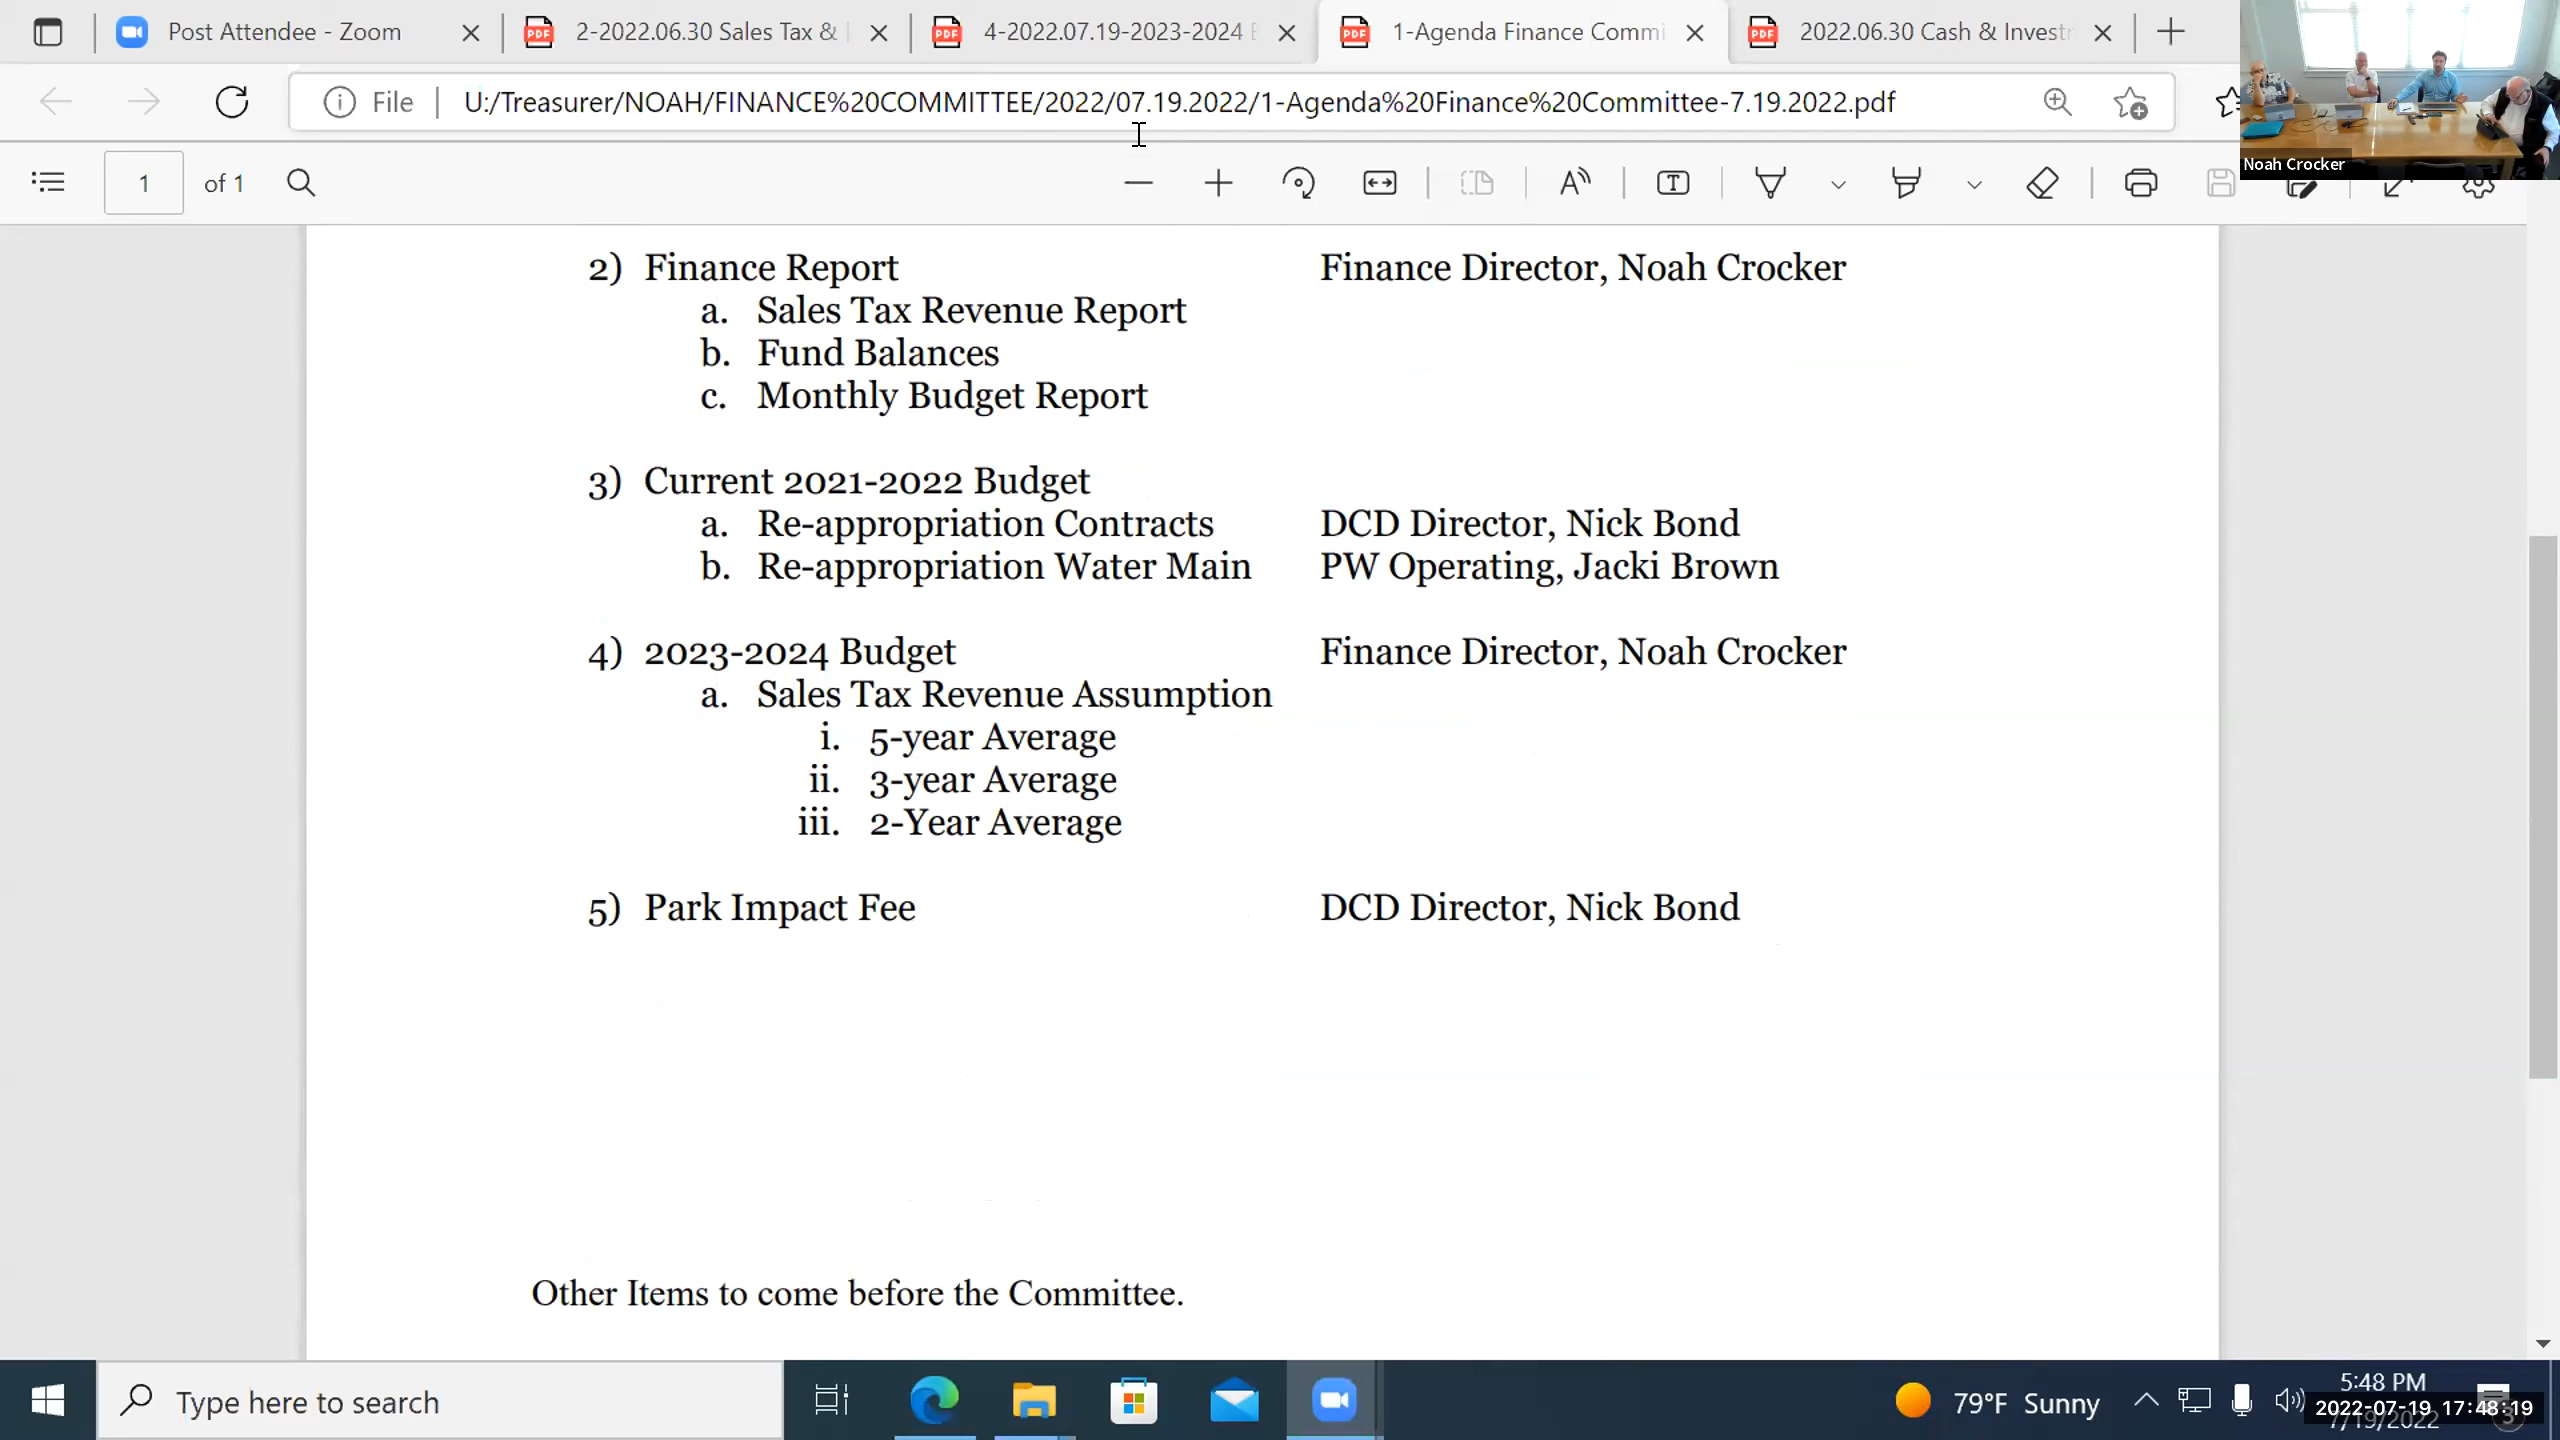 Post Attendee - Zoom
2-2022.06.30 Sales Tax &
4-2022.07.19-2023-2024
1-Agenda Finance Commi
2022.06.30 Cash & Invest
File
U:/Treasurer/NOAH/FINANCE%20COMMITTEE/2022/07.19.2022/1-Agenda%20Finance%20Committee-7.19.2022.pdf
Noah Crocker
1 of 1
2) Finance Report Finance Director, Noah Crocker
a. Sales Tax Revenue Report
b. Fund Balances
c. Monthly Budget Report
3) Current 2021-2022 Budget
a. Re-appropriation Contracts DCD Director, Nick Bond
b. Re-appropriation Water Main PW Operating, Jacki Brown
4) 2023-2024 Budget Finance Director, Noah Crocker
a. Sales Tax Revenue Assumption
i. 5-year Average
ii. 3-year Average
iii. 2-Year Average
5) Park Impact Fee DCD Director, Nick Bond
Other Items to come before the Committee.
Type here to search
79°F Sunny
5:48 PM
2022-07-19 17:48:19
7/19/2022